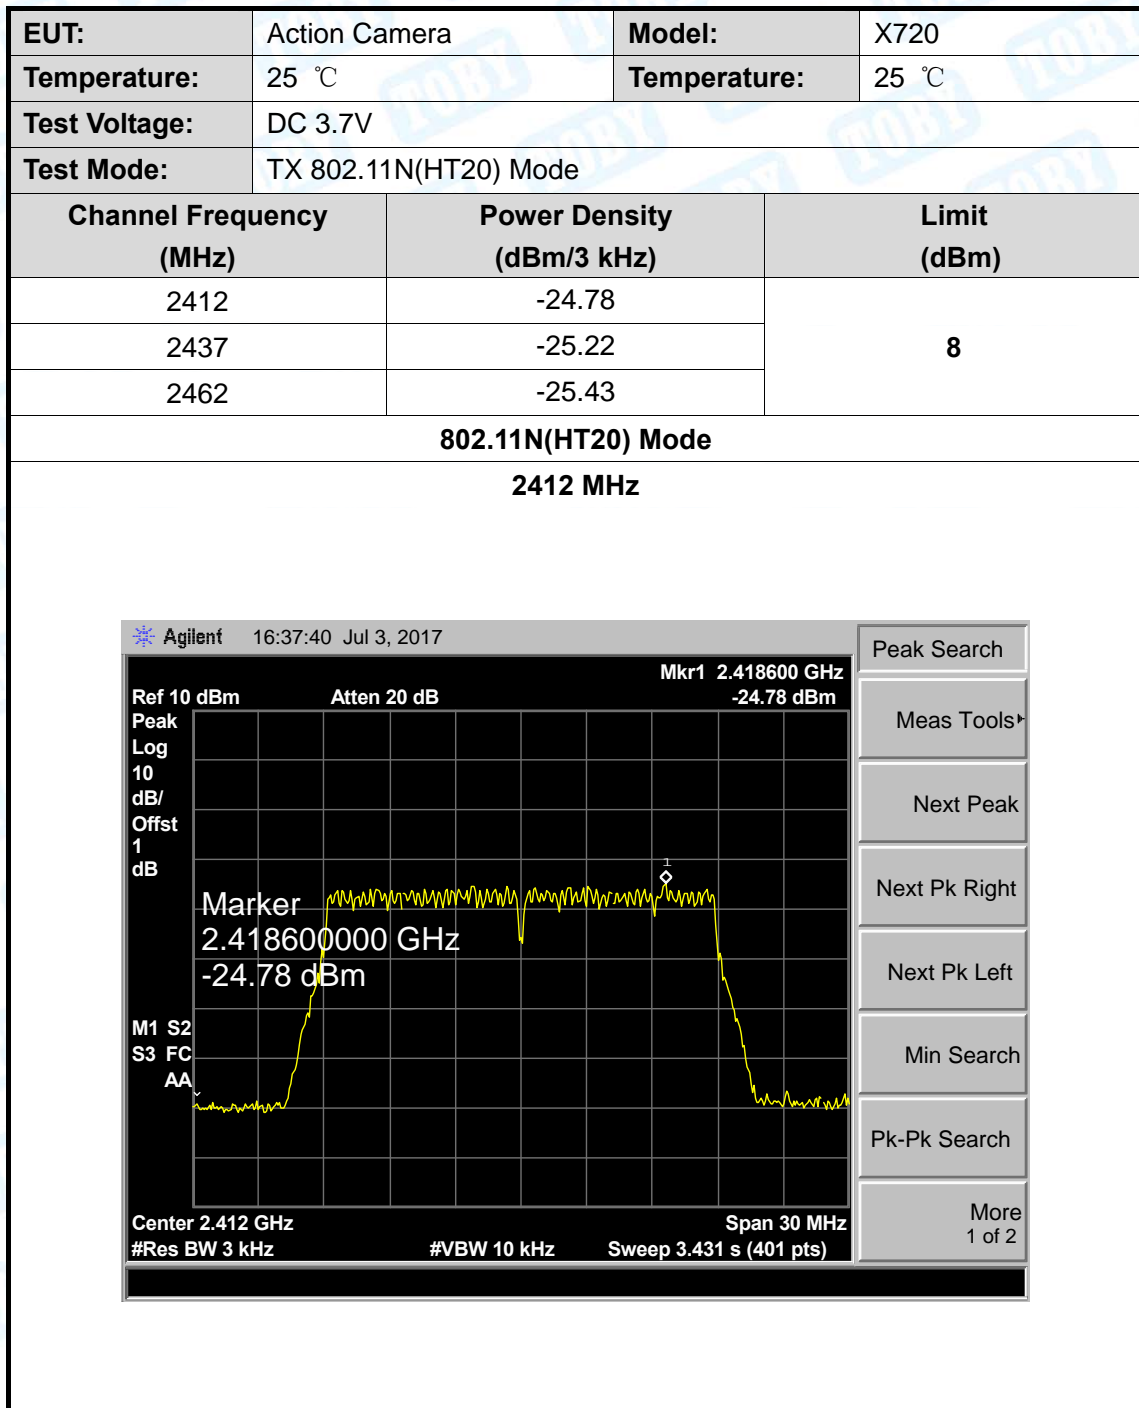 EUT: Action Camera Model: X720
Temperature: 25 ℃ Temperature: 25 ℃
Test Voltage: DC 3.7V
Test Mode: TX 802.11N(HT20) Mode
Channel Frequency (MHz) Power Density (dBm/3 kHz) Limit (dBm)
2412 -24.78 8
2437 -25.22
2462 -25.43
802.11N(HT20) Mode
2412 MHz
Agilent 16:37:40 Jul 3, 2017
Mkr1 2.418600 GHz
Ref 10 dBm Atten 20 dB -24.78 dBm
Peak
Log
10
dB/
Offst
1
dB
1
Marker
2.418600000 GHz
-24.78 dBm
M1 S2
S3 FC
AA
Center 2.412 GHz Span 30 MHz
#Res BW 3 kHz #VBW 10 kHz Sweep 3.431 s (401 pts)
Peak Search
Meas Tools
Next Peak
Next Pk Right
Next Pk Left
Min Search
Pk-Pk Search
More
1 of 2
TOBY